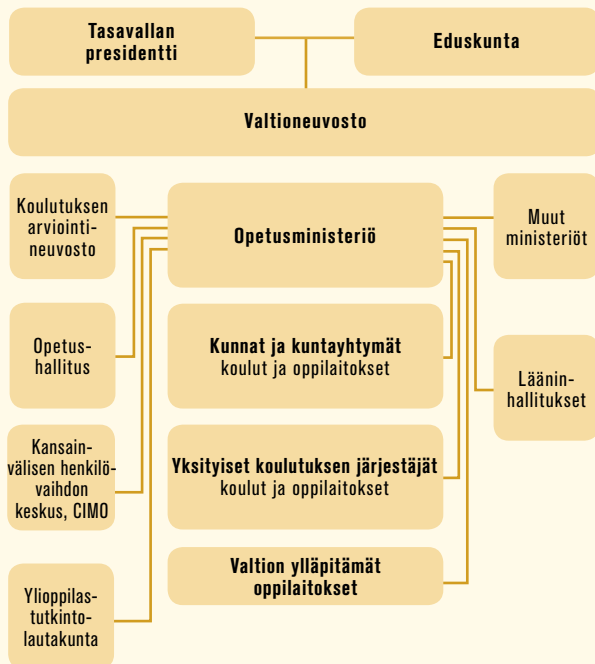 Tasavallan
presidentti
Eduskunta
Valtioneuvosto
Koulutuksen
arviointi-
neuvosto
Opetusministeriö
Muut
ministeriöt
Opetus-
hallitus
Kunnat ja kuntayhtymät
koulut ja oppilaitokset
Läänin-
hallitukset
Kansain-
välisen henkilö-
vaihdon
keskus, CIMO
Yksityiset koulutuksen järjestäjät
koulut ja oppilaitokset
Valtion ylläpitämät
oppilaitokset
Ylioppilas-
tutkinto-
lautakunta